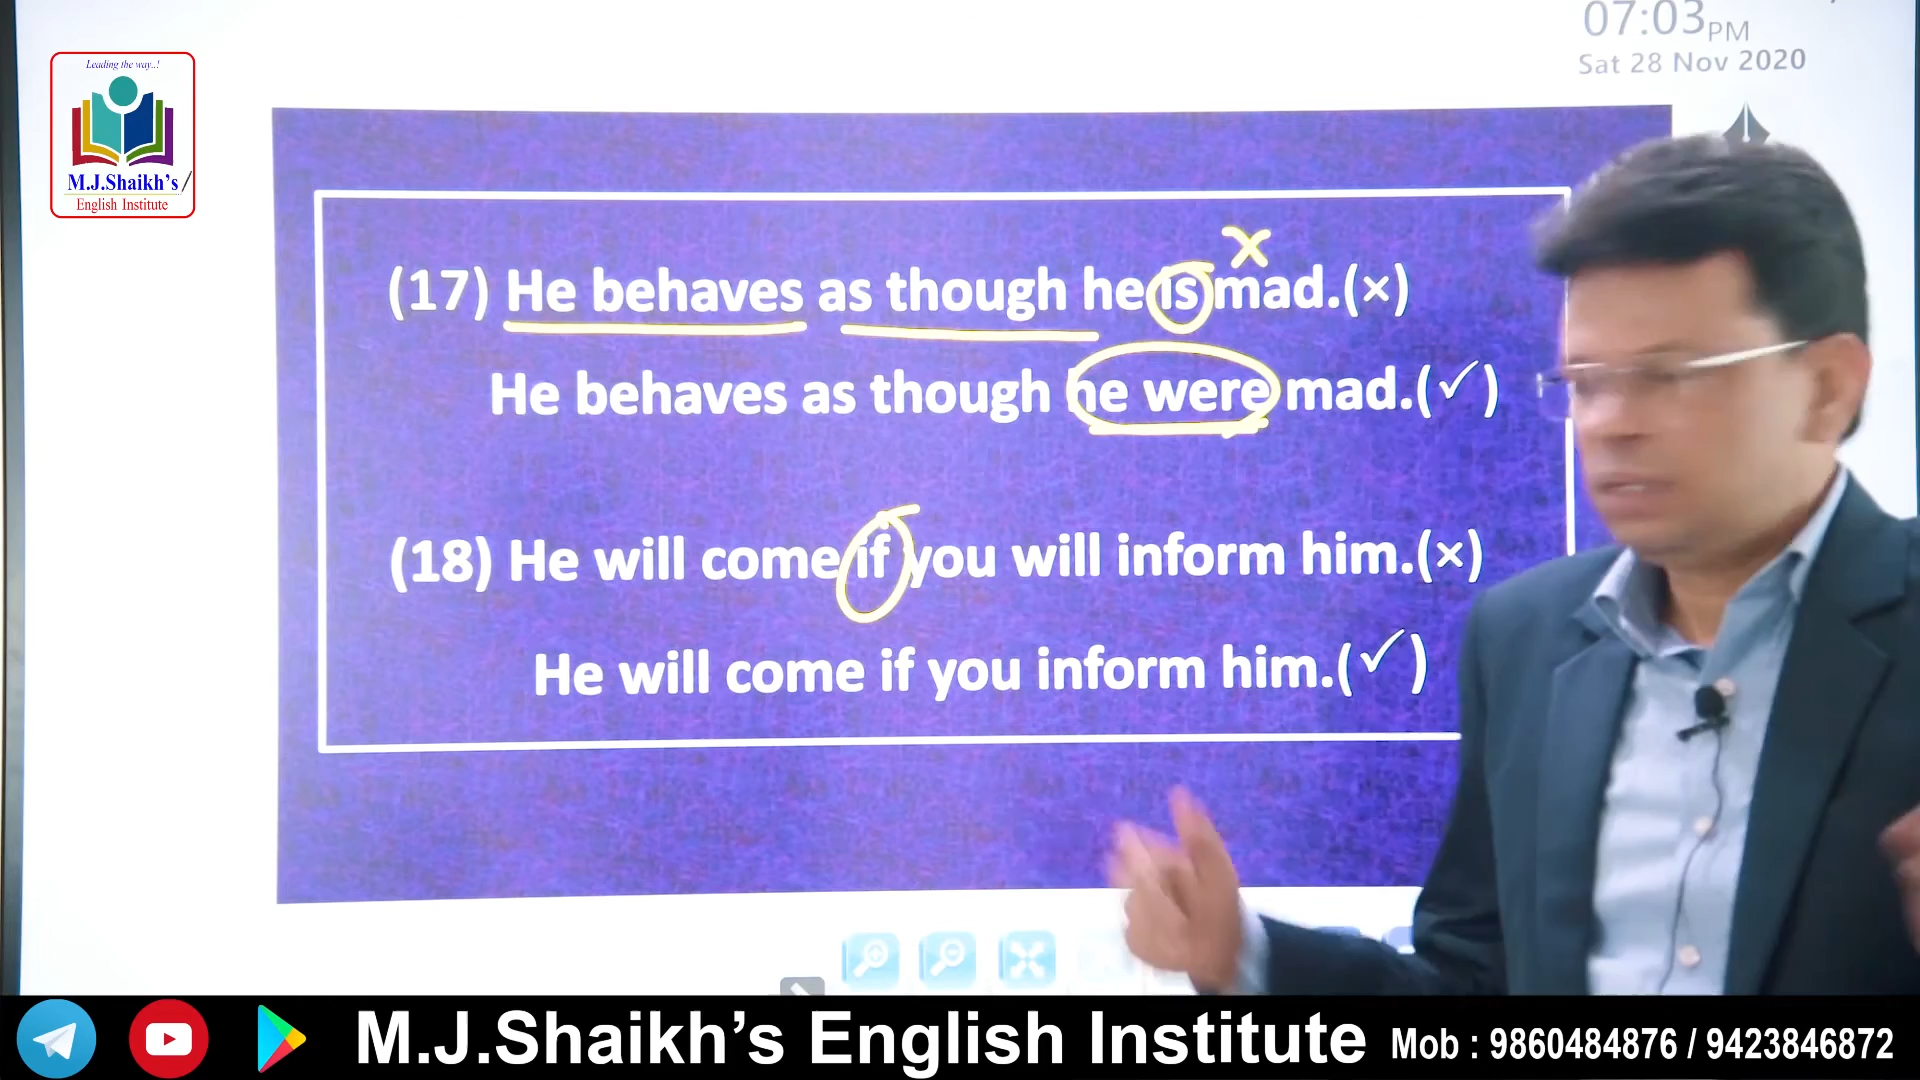 07:03PM
Sat 28 Nov 2020
Leading the way..!
M.J.Shaikh's
English Institute
(17) He behaves as though he is mad.(×)
x
He behaves as though he were mad.(✓)
(18) He will come if you will inform him.(×)
He will come if you inform him.(✓)
M.J.Shaikh's English Institute Mob : 9860484876 / 9423846872